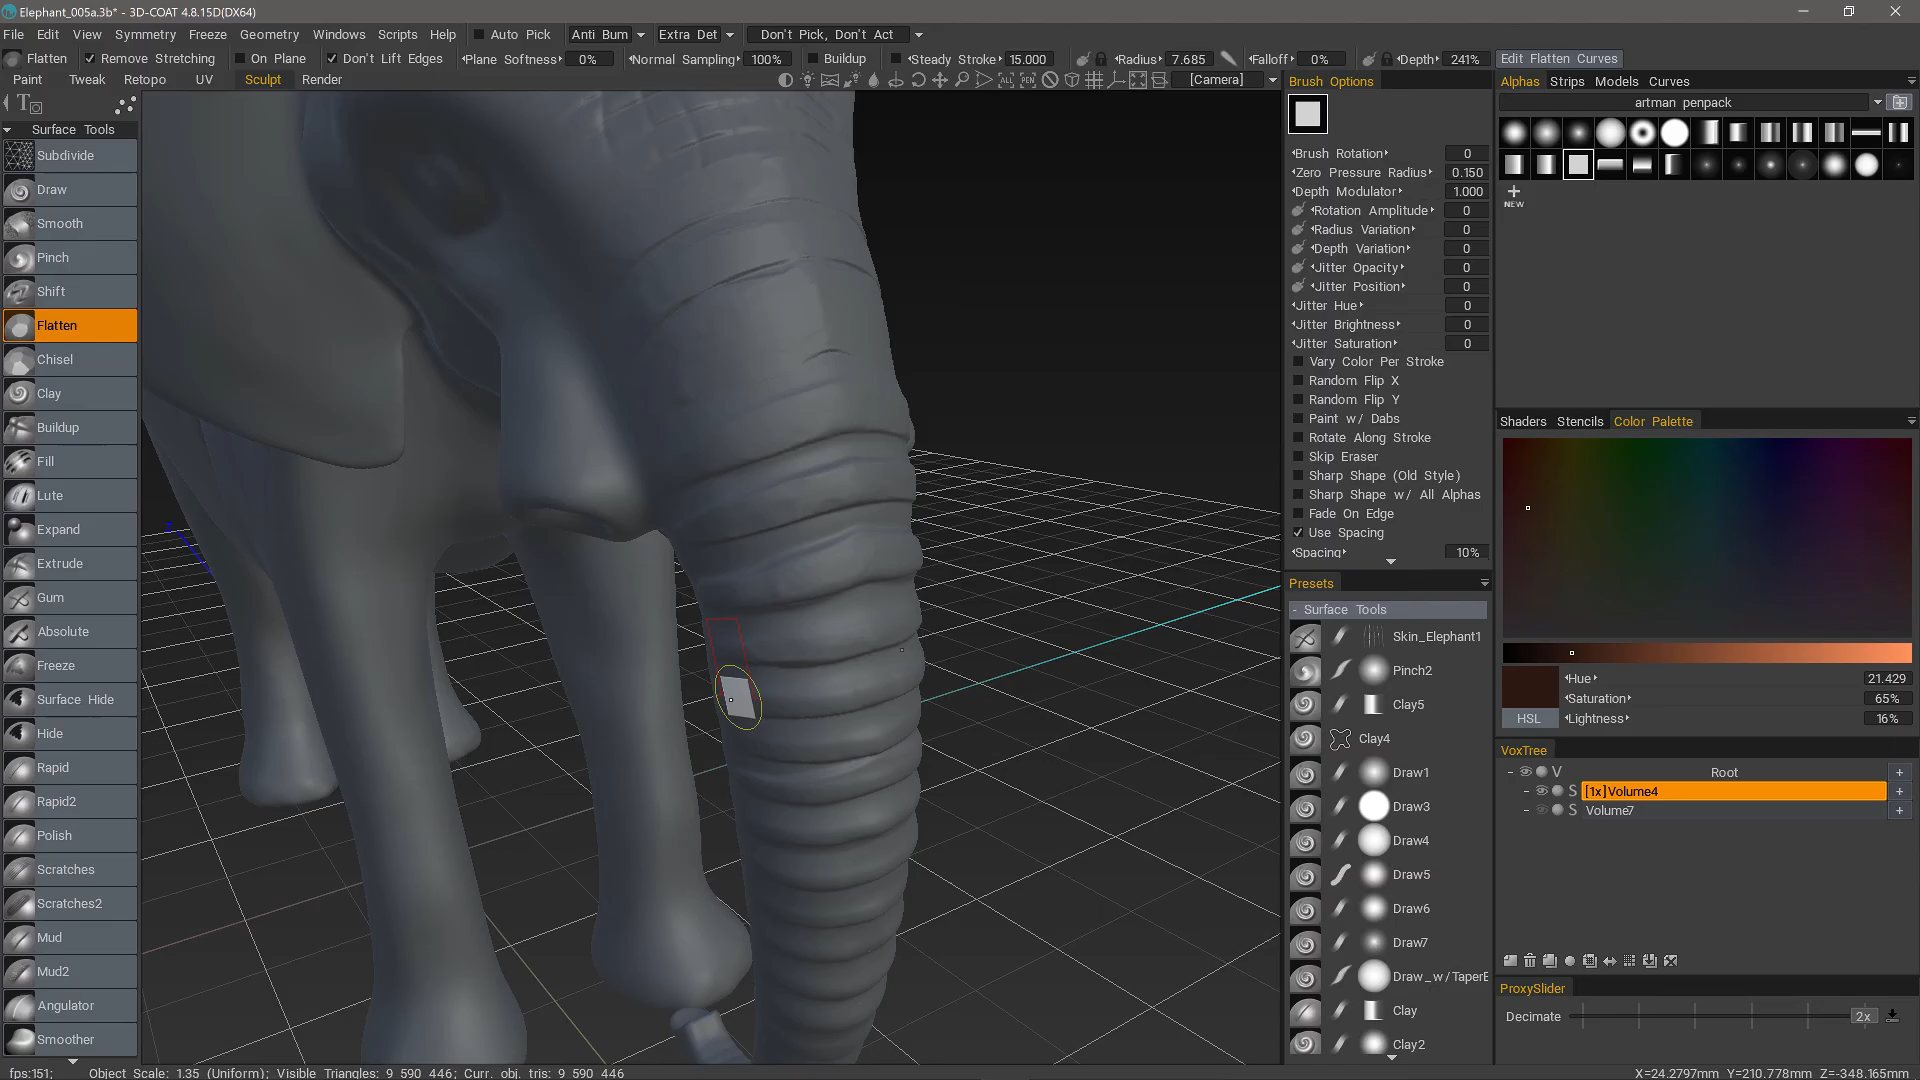 Elephant_005a.3b* - 3D-COAT 4.8.15D(DX64)
File Edit View Symmetry Freeze Geometry Windows Scripts Help Auto Pick Anti Bum Extra Det Don't Pick, Don't Act
Flatten Remove Stretching On Plane Don't Lift Edges Plane Softness 0% Normal Sampling 100% Buildup Steady Stroke 15.000 Radius 7.685 Falloff 0% Depth 241% Edit Flatten Curves
Paint Tweak Retopo UV Sculpt Render [Camera]
Surface Tools
Subdivide
Draw
Smooth
Pinch
Shift
Flatten
Chisel
Clay
Buildup
Fill
Lute
Expand
Extrude
Gum
Absolute
Freeze
Surface Hide
Hide
Rapid
Rapid2
Polish
Scratches
Scratches2
Mud
Mud2
Angulator
Smoother
Brush Options
Brush Rotation 0
Zero Pressure Radius 0.150
Depth Modulator 1.000
Rotation Amplitude 0
Radius Variation 0
Depth Variation 0
Jitter Opacity 0
Jitter Position 0
Jitter Hue 0
Jitter Brightness 0
Jitter Saturation 0
Vary Color Per Stroke
Random Flip X
Random Flip Y
Paint w/ Dabs
Rotate Along Stroke
Skip Eraser
Sharp Shape (Old Style)
Sharp Shape w/ All Alphas
Fade On Edge
Use Spacing
Spacing 10%
Presets
- Surface Tools
Skin_Elephant1
Pinch2
Clay5
Clay4
Draw1
Draw3
Draw4
Draw5
Draw6
Draw7
Draw_w/TaperE
Clay
Clay2
Alphas Strips Models Curves
artman penpack
NEW
Shaders Stencils Color Palette
Hue 21.429
Saturation 65%
HSL Lightness 16%
VoxTree
V Root +
S [1x]Volume4 +
S Volume7 +
ProxySlider
Decimate 2x
fps:151; Object Scale: 1.35 (Uniform); Visible Triangles: 9 590 446; Curr. obj. tris: 9 590 446 X=24.2797mm Y=210.778mm Z=-348.165mm